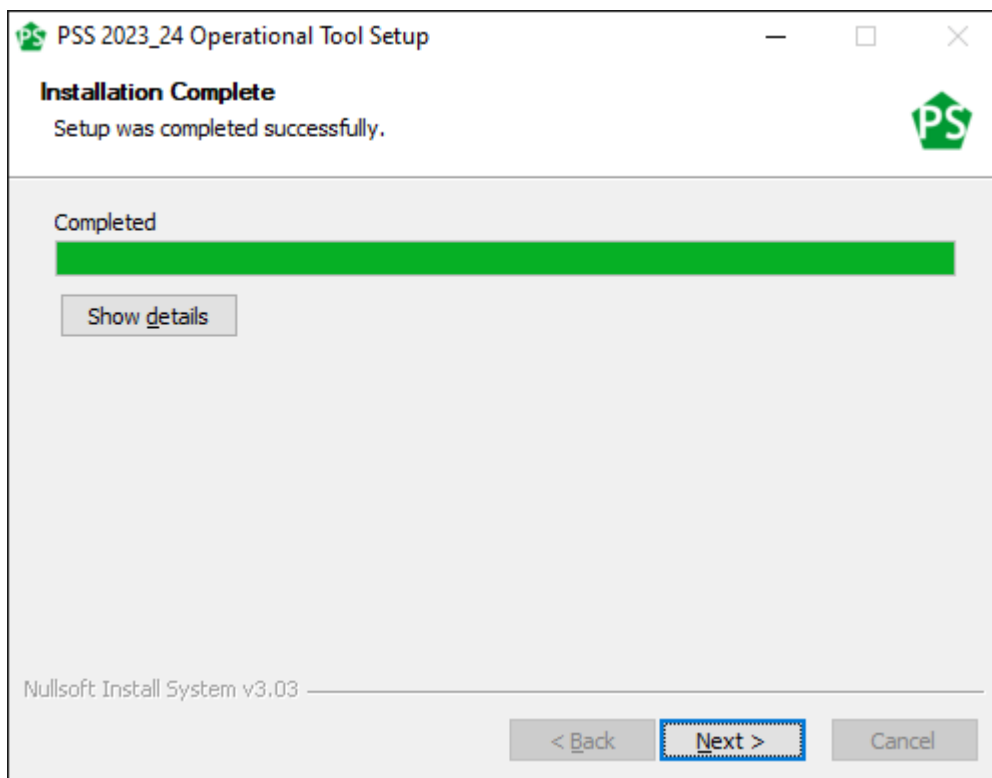 PS PSS 2023_24 Operational Tool Setup
Installation Complete
Setup was completed successfully.
PS
Completed
Show details
Nullsoft Install System v3.03
< Back Next > Cancel